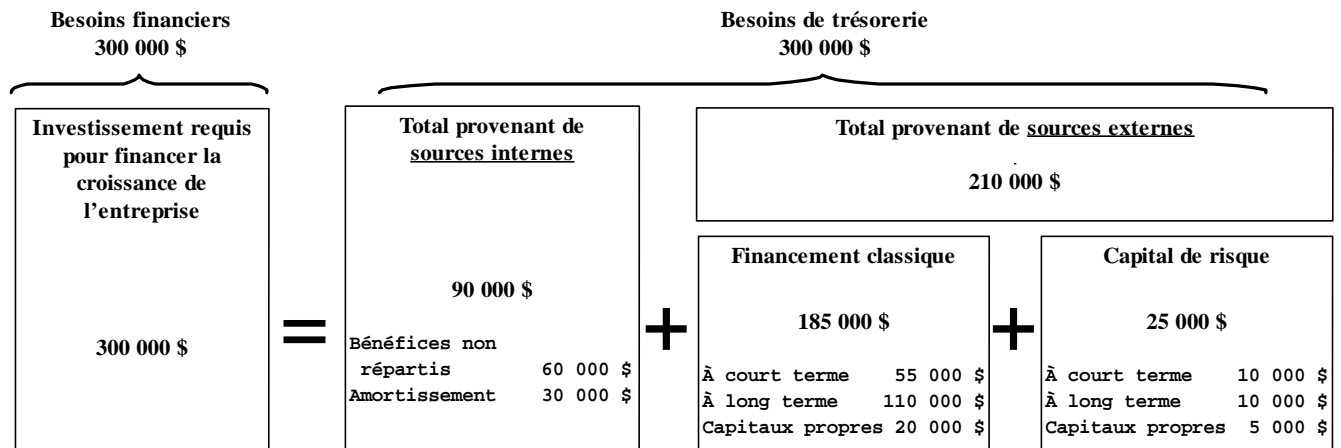 Besoins financiers
300 000 $
Besoins de trésorerie
300 000 $
Investissement requis
pour financer la
croissance de
l’entreprise
300 000 $
=
Total provenant de
sources internes
90 000 $
Bénéfices non
répartis 60 000 $
Amortissement 30 000 $
Total provenant de sources externes
.
210 000 $
+
Financement classique
185 000 $
À court terme 55 000 $
À long terme 110 000 $
Capitaux propres 20 000 $
+
Capital de risque
25 000 $
À court terme 10 000 $
À long terme 10 000 $
Capitaux propres 5 000 $